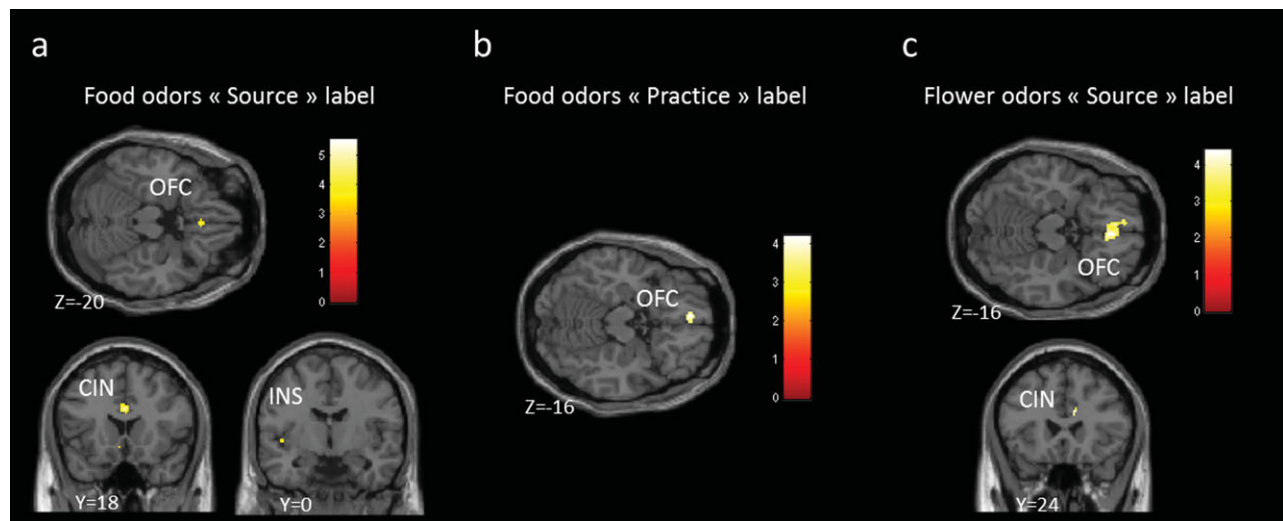 a
Food odors « Source » label
OFC
5
4
3
2
1
0
Z=-20
CIN
Y=18
INS
Y=0
b
Food odors « Practice » label
OFC
4
3
2
1
0
Z=-16
c
Flower odors « Source » label
OFC
4
3
2
1
0
Z=-16
CIN
Y=24